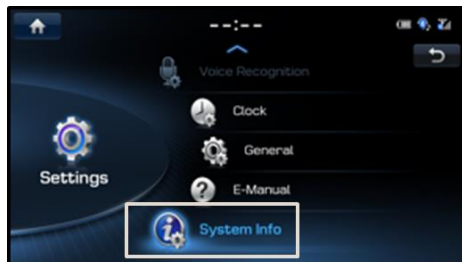 --:--
Voice Recognition
Clock
General
Settings
E-Manual
System Info